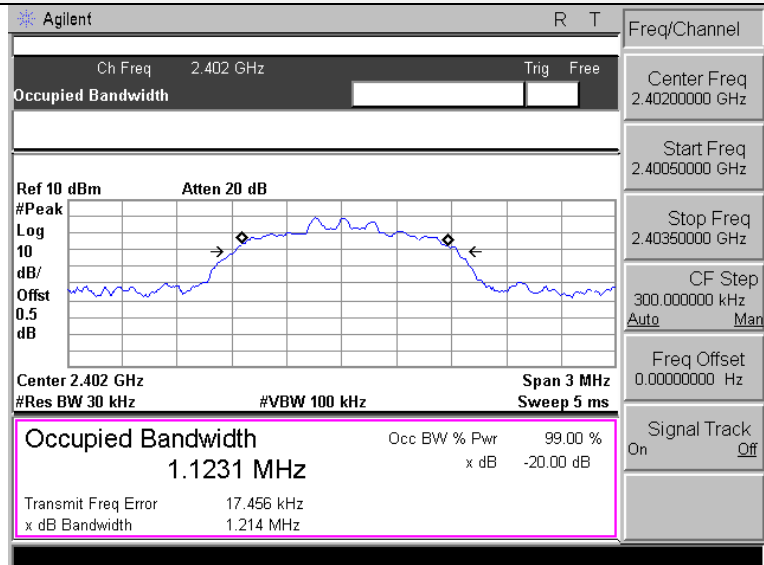 Agilent R T
Freq/Channel
Ch Freq 2.402 GHz Trig Free
Occupied Bandwidth
Center Freq
2.40200000 GHz
Start Freq
2.40050000 GHz
Stop Freq
2.40350000 GHz
CF Step
300.000000 kHz
Auto Man
Freq Offset
0.00000000 Hz
Signal Track
On Off
Ref 10 dBm Atten 20 dB
#Peak
Log
10
dB/
Offst
0.5
dB
Center 2.402 GHz Span 3 MHz
#Res BW 30 kHz #VBW 100 kHz Sweep 5 ms
Occupied Bandwidth Occ BW % Pwr 99.00 %
1.1231 MHz x dB -20.00 dB
Transmit Freq Error 17.456 kHz
x dB Bandwidth 1.214 MHz